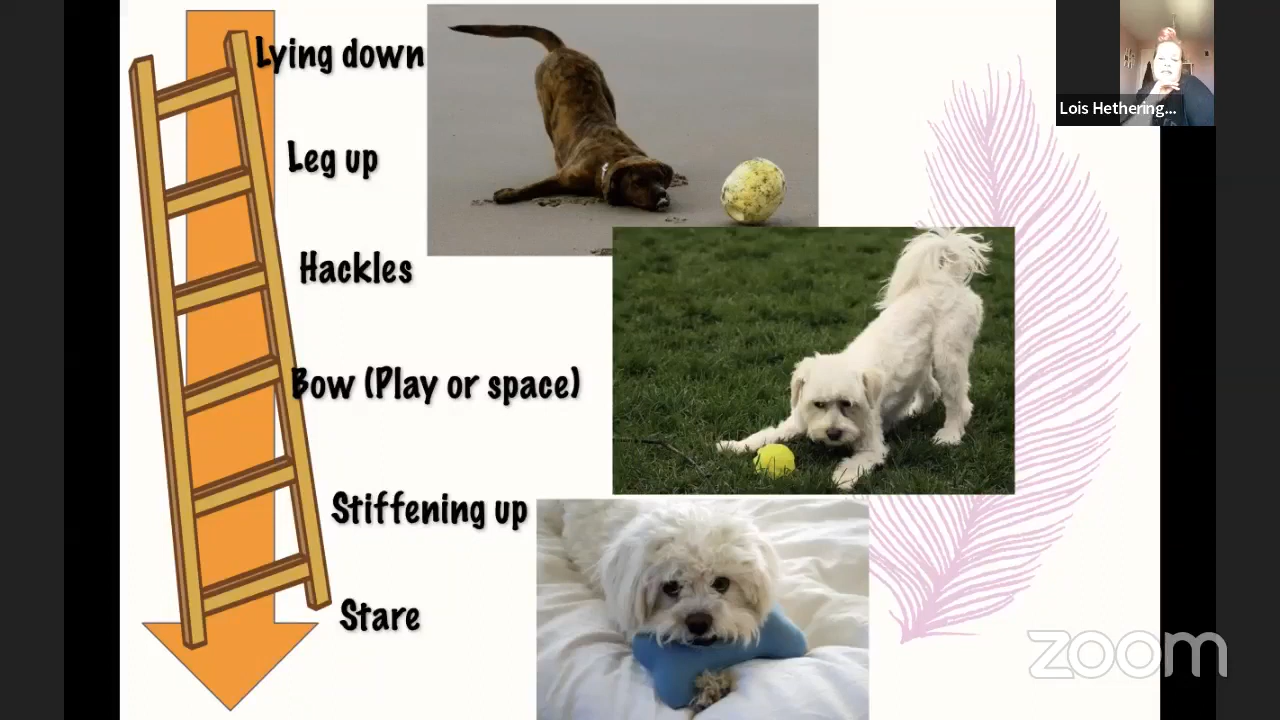 Lying down
Leg up
Hackles
Bow (Play or space)
Stiffening up
Stare
Lois Hethering...
zoom